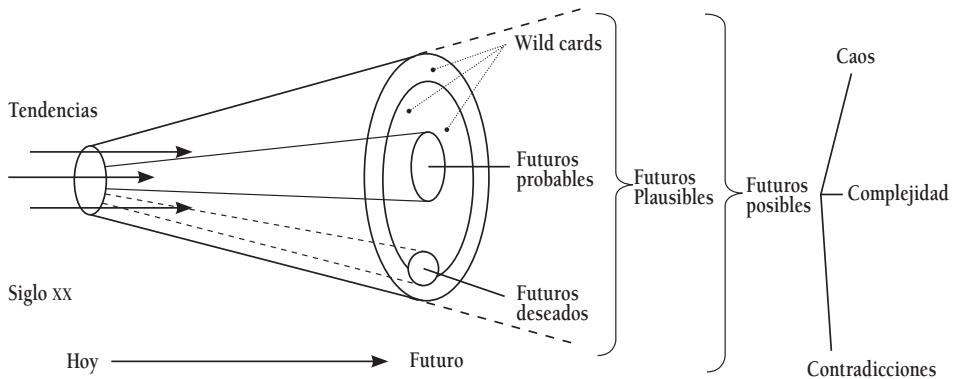 Wild cards
Caos
Tendencias
Futuros
probables
Futuros
Plausibles
Futuros
posibles
Complejidad
Siglo XX
Futuros
deseados
Hoy
Futuro
Contradicciones